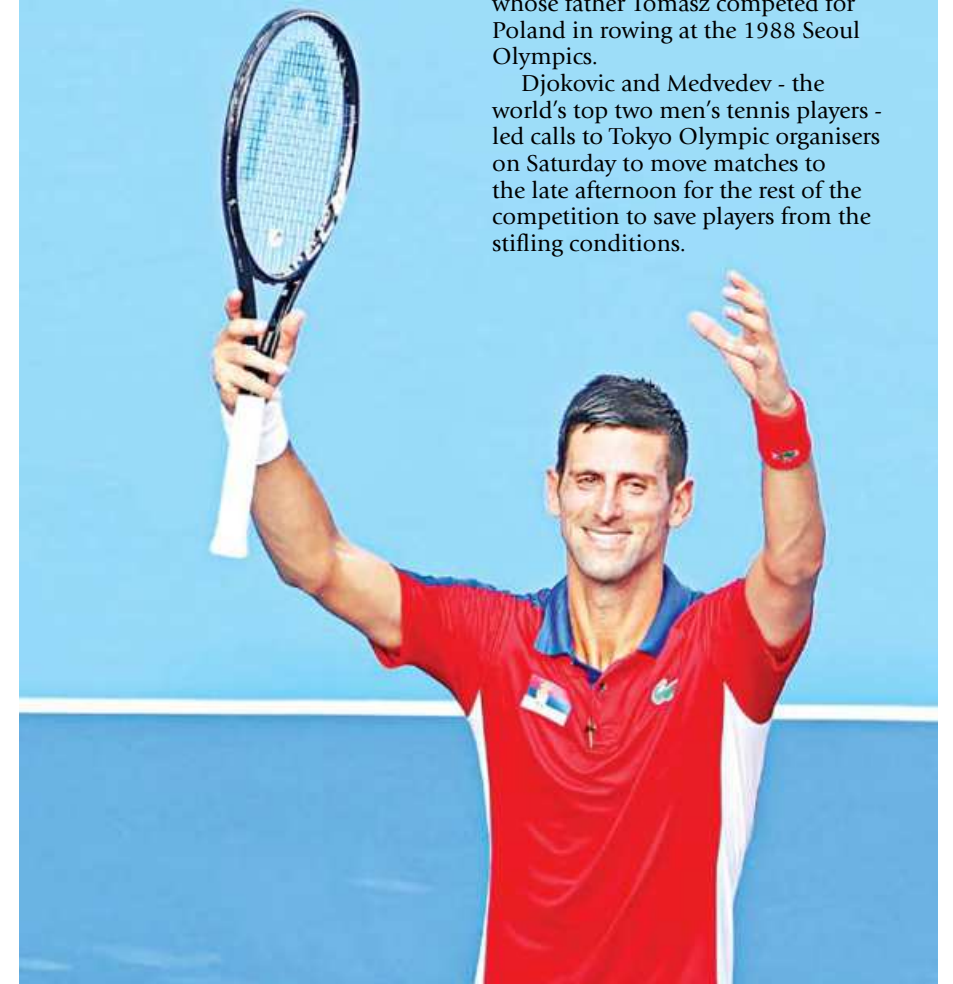 whose father Tomasz competed for
Poland in rowing at the 1988 Seoul
Olympics.
Djokovic and Medvedev - the
world's top two men's tennis players -
led calls to Tokyo Olympic organisers
on Saturday to move matches to
the late afternoon for the rest of the
competition to save players from the
stifling conditions.